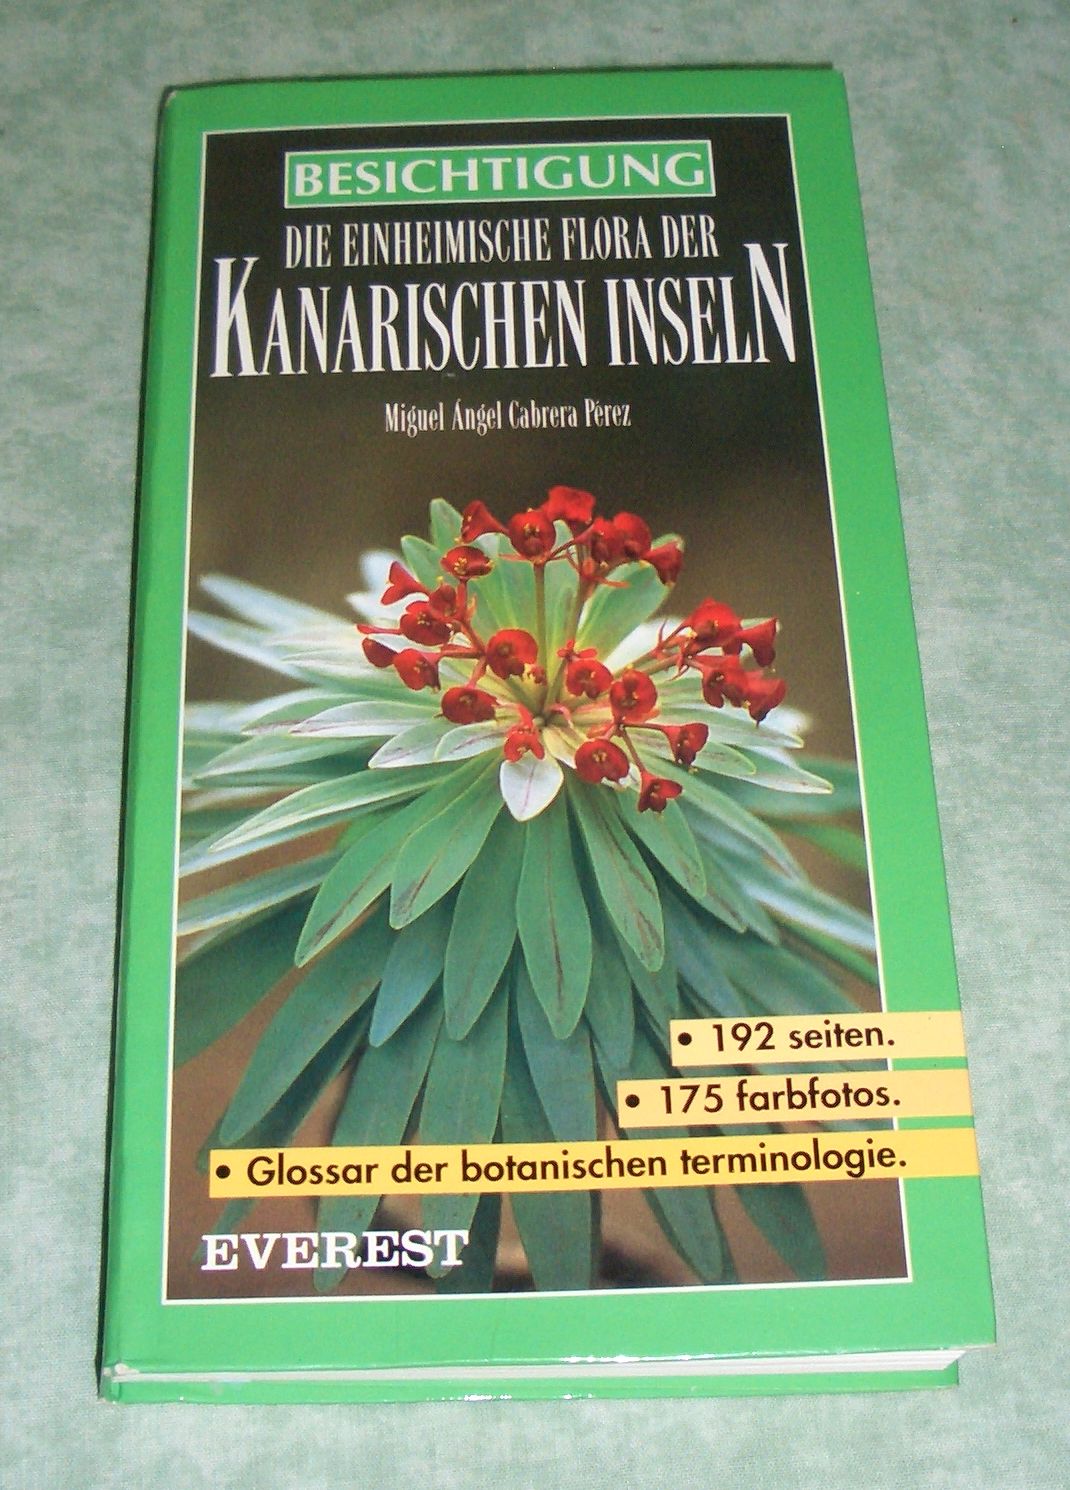 BESICHTIGUNG
DIE EINHEIMISCHE FLORA DER
KANARISCHEN INSELN
Miguel Ángel Cabrera Pérez
• 192 seiten.
• 175 farbfotos.
• Glossar der botanischen terminologie.
EVEREST